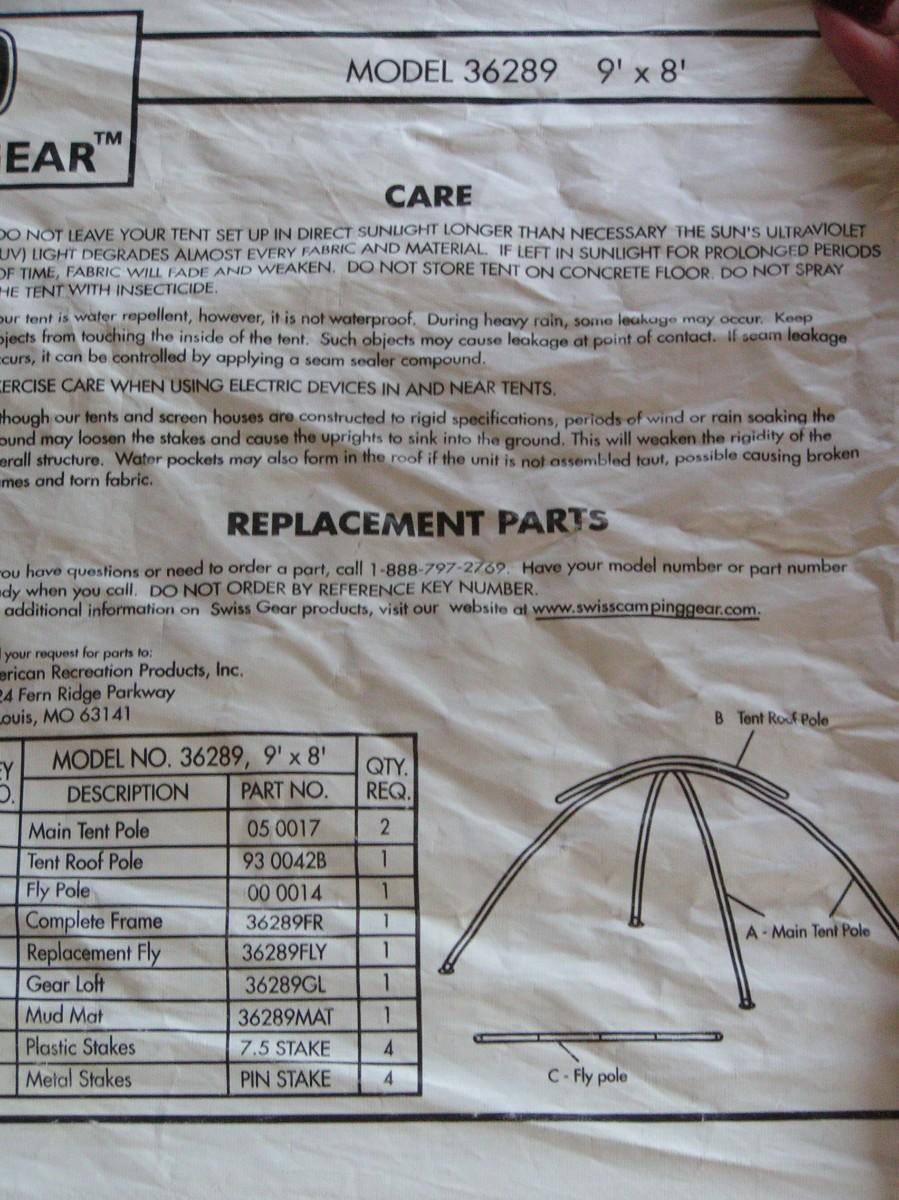 MODEL 36289 9' x 8'
EAR™
CARE
DO NOT LEAVE YOUR TENT SET UP IN DIRECT SUNLIGHT LONGER THAN NECESSARY THE SUN'S ULTRAVIOLET
UV) LIGHT DEGRADES ALMOST EVERY FABRIC AND MATERIAL. IF LEFT IN SUNLIGHT FOR PROLONGED PERIODS
OF TIME, FABRIC WILL FADE AND WEAKEN. DO NOT STORE TENT ON CONCRETE FLOOR. DO NOT SPRAY
HE TENT WITH INSECTICIDE.
our tent is water repellent, however, it is not waterproof. During heavy rain, some leakage may occur. Keep
bjects from touching the inside of the tent. Such objects may cause leakage at point of contact. If seam leakage
curs, it can be controlled by applying a seam sealer compound.
ERCISE CARE WHEN USING ELECTRIC DEVICES IN AND NEAR TENTS.
though our tents and screen houses are constructed to rigid specifications, periods of wind or rain soaking the
ound may loosen the stakes and cause the uprights to sink into the ground. This will weaken the rigidity of the
erall structure. Water pockets may also form in the roof if the unit is not assembled taut, possible causing broken
mes and torn fabric.
REPLACEMENT PARTS
you have questions or need to order a part, call 1-888-797-2769. Have your model number or part number
dy when you call. DO NOT ORDER BY REFERENCE KEY NUMBER.
additional information on Swiss Gear products, visit our website at www.swisscampinggear.com.
l your request for parts to:
erican Recreation Products, Inc.
24 Fern Ridge Parkway
Louis, MO 63141
EY MODEL NO. 36289, 9' x 8' QTY.
O. DESCRIPTION PART NO. REQ.
Main Tent Pole 05 0017 2
Tent Roof Pole 93 0042B 1
Fly Pole 00 0014 1
Complete Frame 36289FR 1
Replacement Fly 36289FLY 1
Gear Loft 36289GL 1
Mud Mat 36289MAT 1
Plastic Stakes 7.5 STAKE 4
Metal Stakes PIN STAKE 4
B Tent Roof Pole
A - Main Tent Pole
C - Fly pole